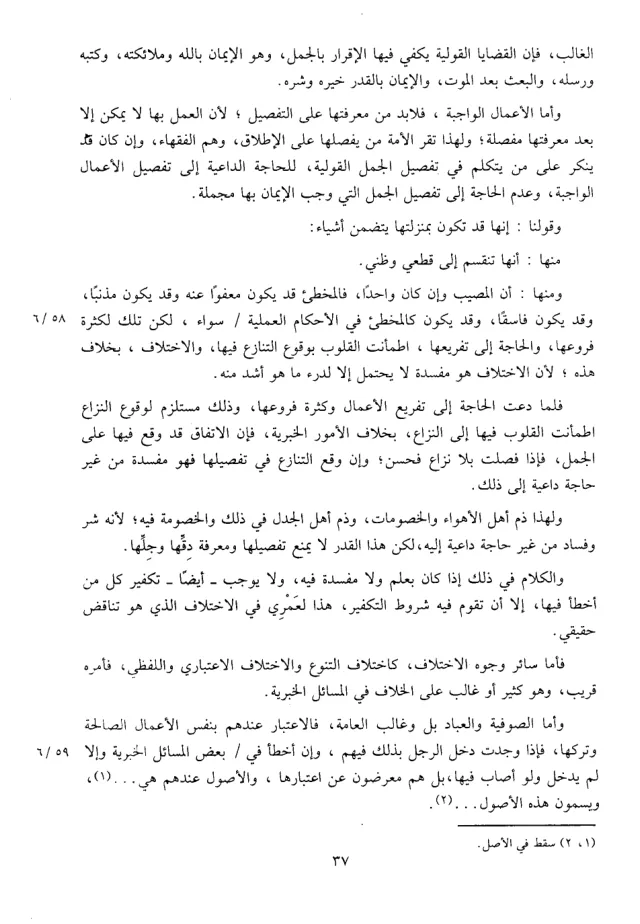 الغالب، فإن القضايا القولية يكفي فيها الإقرار بالجمل، وهو الإيمان بالله وملائكته، وكتبه
ورسله، والبعث بعد الموت، والإيمان بالقدر خيره وشره.
وأما الأعمال الواجبة ، فلابد من معرفتها على التفصيل ؛ لأن العمل بها لا يمكن إلا
بعد معرفتها مفصلة؛ ولهذا تقر الأمة من يفصلها على الإطلاق، وهم الفقهاء، وإن كان قد
ينكر على من يتكلم في تفصيل الجمل القولية، للحاجة الداعية إلى تفصيل الأعمال
الواجبة، وعدم الحاجة إلى تفصيل الجمل التي وجب الإيمان بها مجملة.
وقولنا : إنها قد تكون بمنزلتها يتضمن أشياء:
منها : أنها تنقسم إلى قطعي وظني.
ومنها : أن المصيب وإن كان واحدًا، فالمخطئ قد يكون معفوًا عنه وقد يكون مذنبًا،
وقد يكون فاسقًا، وقد يكون كالمخطئ في الأحكام العملية / سواء ، لكن تلك لكثرة ٦/٥٨
فروعها، والحاجة إلى تفريعها ، اطمأنت القلوب بوقوع التنازع فيها، والاختلاف ، بخلاف
هذه ؛ لأن الاختلاف هو مفسدة لا يحتمل إلا لدرء ما هو أشد منه.
فلما دعت الحاجة إلى تفريع الأعمال وكثرة فروعها، وذلك مستلزم لوقوع النزاع
اطمأنت القلوب فيها إلى النزاع، بخلاف الأمور الخبرية، فإن الاتفاق قد وقع فيها على
الجمل، فإذا فصلت بلا نزاع فحسن؛ وإن وقع التنازع في تفصيلها فهو مفسدة من غير
حاجة داعية إلى ذلك.
ولهذا ذم أهل الأهواء والخصومات، وذم أهل الجدل في ذلك والخصومة فيه؛ لأنه شر
وفساد من غير حاجة داعية إليه،لكن هذا القدر لا يمنع تفصيلها ومعرفة دِقِّها وجِلِّها.
والكلام في ذلك إذا كان بعلم ولا مفسدة فيه، ولا يوجب ـ أيضًا ـ تكفير كل من
أخطأ فيها، إلا أن تقوم فيه شروط التكفير، هذا لعَمْرِي في الاختلاف الذي هو تناقض
حقيقي.
فأما سائر وجوه الاختلاف، كاختلاف التنوع والاختلاف الاعتباري واللفظي، فأمره
قريب، وهو كثير أو غالب على الخلاف في المسائل الخبرية.
وأما الصوفية والعباد بل وغالب العامة، فالاعتبار عندهم بنفس الأعمال الصالحة
وتركها، فإذا وجدت دخل الرجل بذلك فيهم ، وإن أخطأ في / بعض المسائل الخبرية وإلا ٦/٥٩
لم يدخل ولو أصاب فيها،بل هم معرضون عن اعتبارها ، والأصول عندهم هي...(١)،
ويسمون هذه الأصول...(٢).
(١، ٢) سقط في الأصل.
٣٧